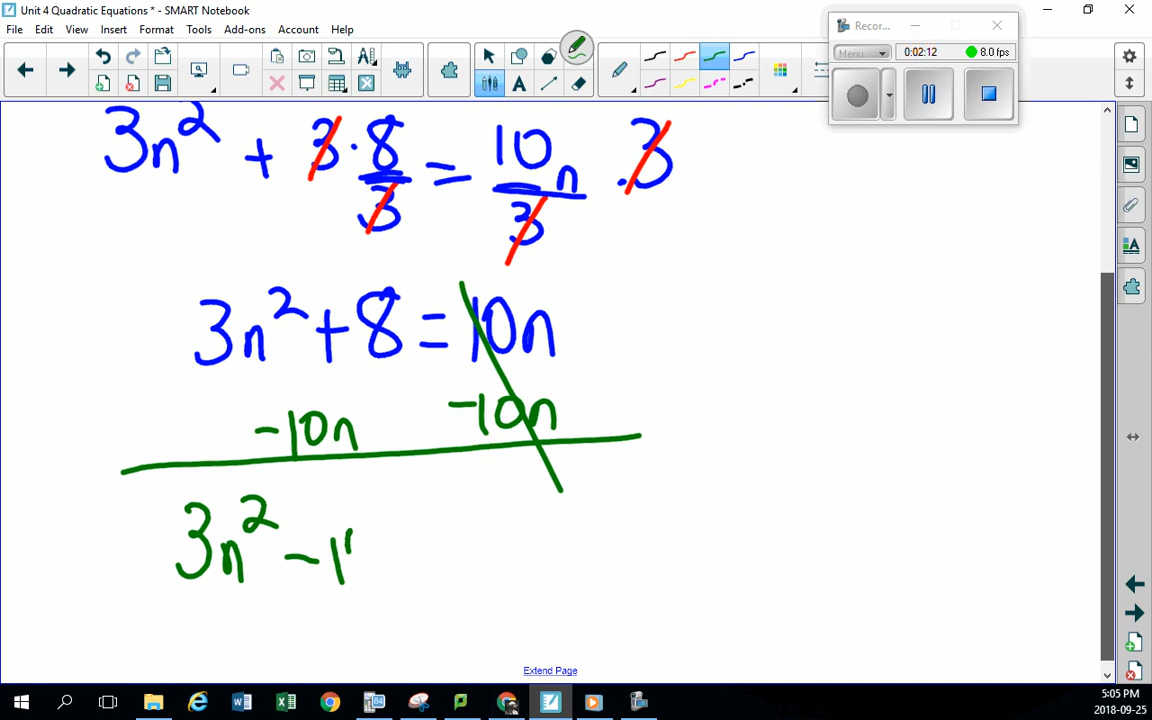 Unit 4 Quadratic Equations * - SMART Notebook
File Edit View Insert Format Tools Add-ons Account Help
Recor...
Menu 0:02:12 8.0 fps
3n² + 3 · 8/3 = 10/3 n · 3
3n² + 8 = 10n
-10n -10n
3n² - 1
Extend Page
5:05 PM
2018-09-25